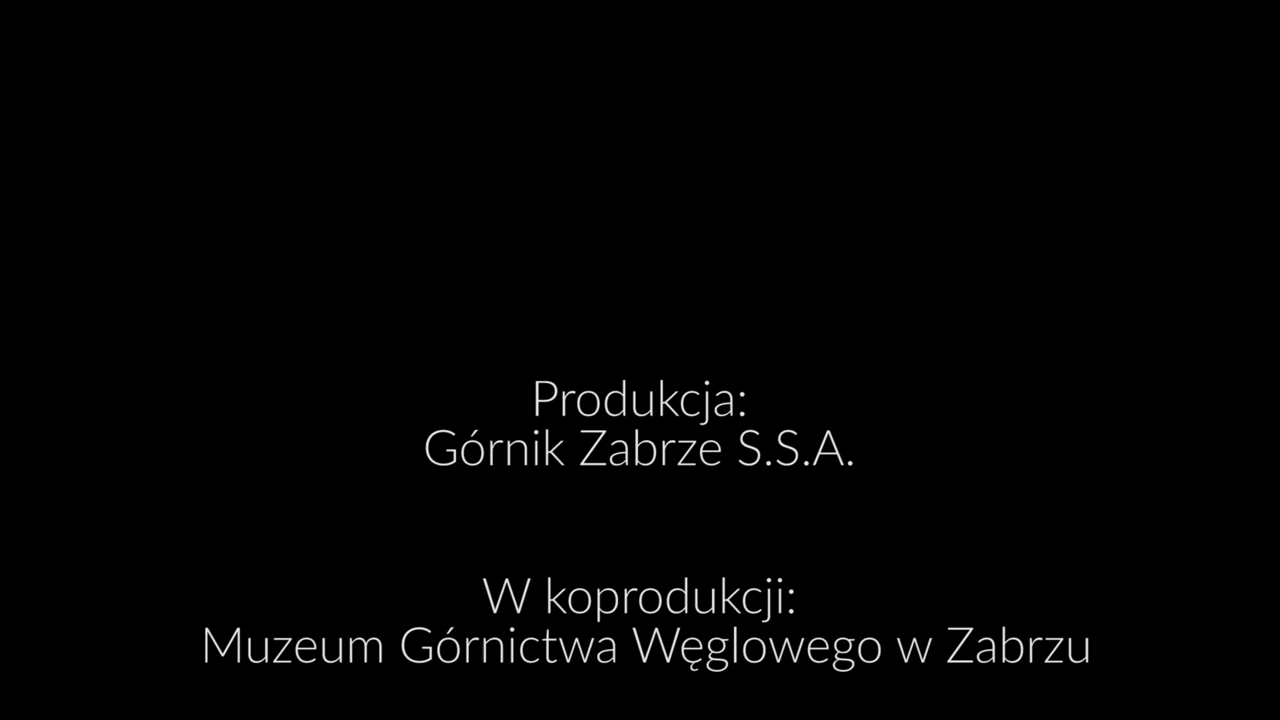 Produkcja:
Górnik Zabrze S.S.A.
W koprodukcji:
Muzeum Górnictwa Węglowego w Zabrzu